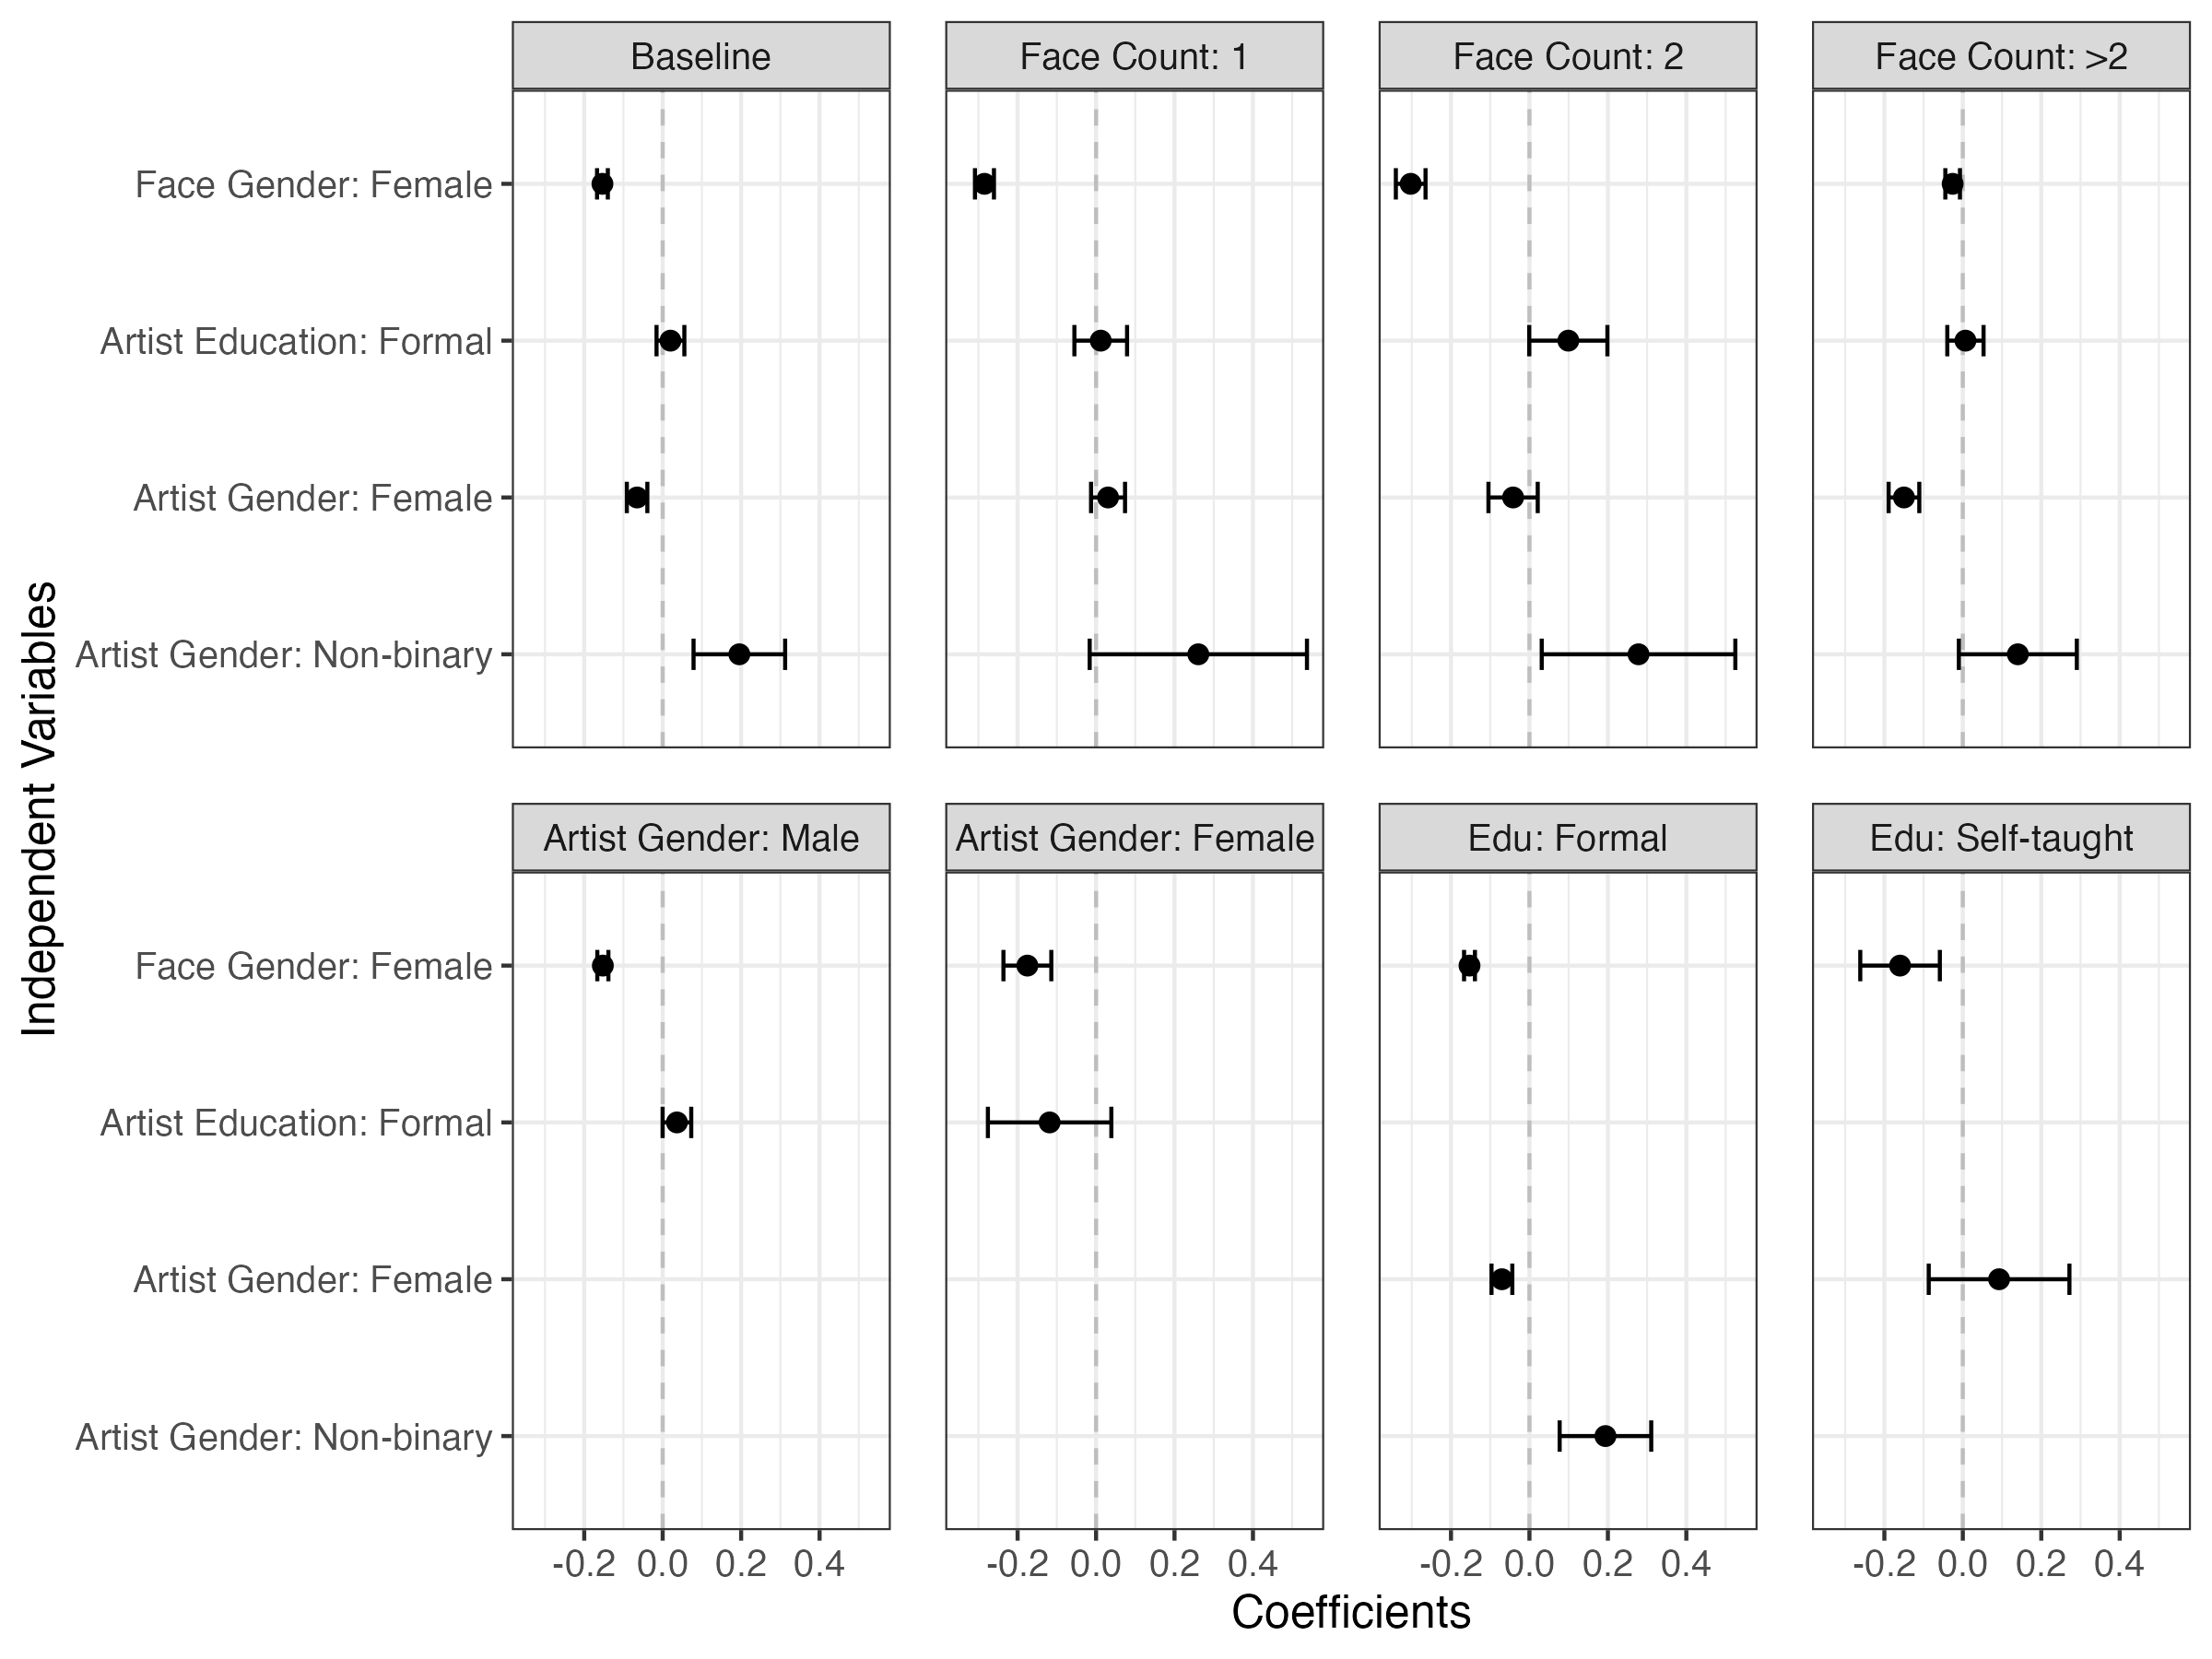 Baseline
Face Count: 1
Face Count: 2
Face Count: >2
Face Gender: Female
Artist Education: Formal
Artist Gender: Female
Artist Gender: Non-binary
Independent Variables
Artist Gender: Male
Artist Gender: Female
Edu: Formal
Edu: Self-taught
Face Gender: Female
Artist Education: Formal
Artist Gender: Female
Artist Gender: Non-binary
-0.2 0.0 0.2 0.4
-0.2 0.0 0.2 0.4
-0.2 0.0 0.2 0.4
-0.2 0.0 0.2 0.4
Coefficients